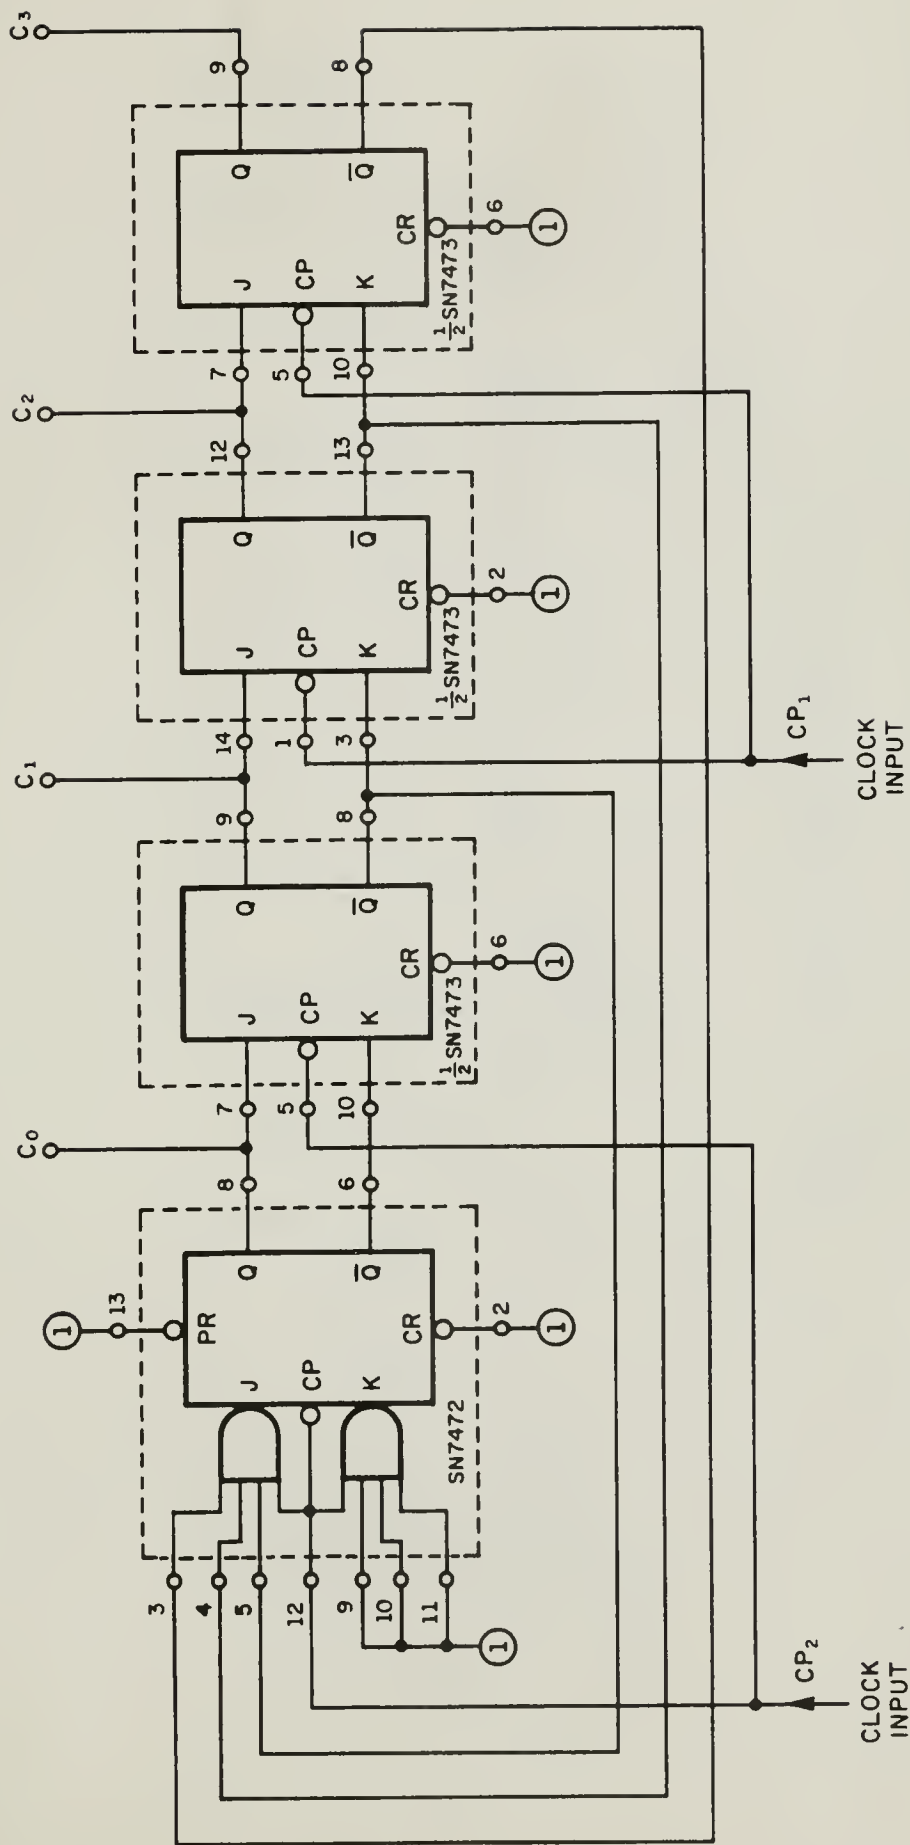 C₀ C₁ C₂ C₃
1
13
3
PR
4 8 7 9 14 12 7 9
5 J Q J Q J Q J Q
12 CP 5 CP 1 CP 5 CP
9 K Q̅ 6 10 K Q̅ 8 3 K Q̅ 13 10 K Q̅ 8
10
11 CR CR CR CR
SN7472 ½SN7473 ½SN7473 ½SN7473
1 2 6 2 6
1 1 1 1
CP₂ CP₁
CLOCK INPUT
CLOCK INPUT